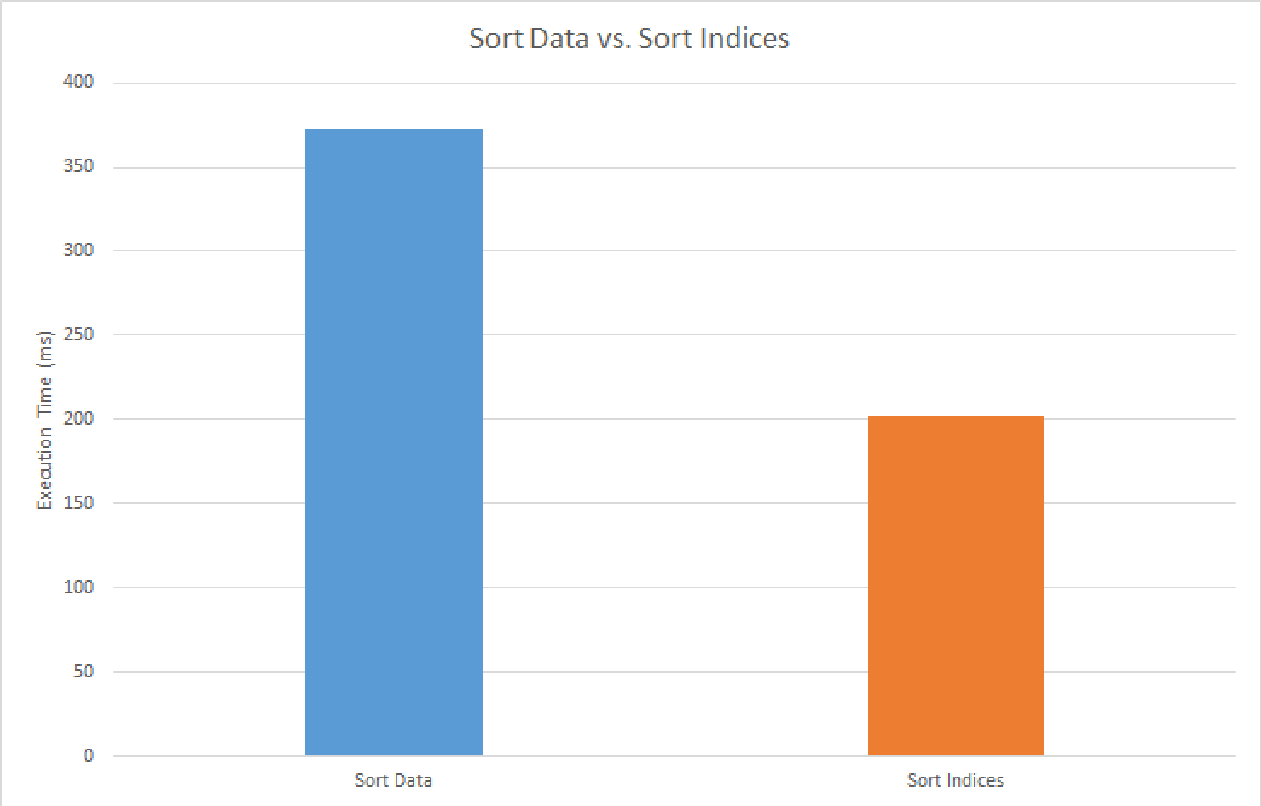 Sort Data vs. Sort Indices
400
350
300
250
200
150
100
50
0
Execution Time (ms)
Sort Data
Sort Indices